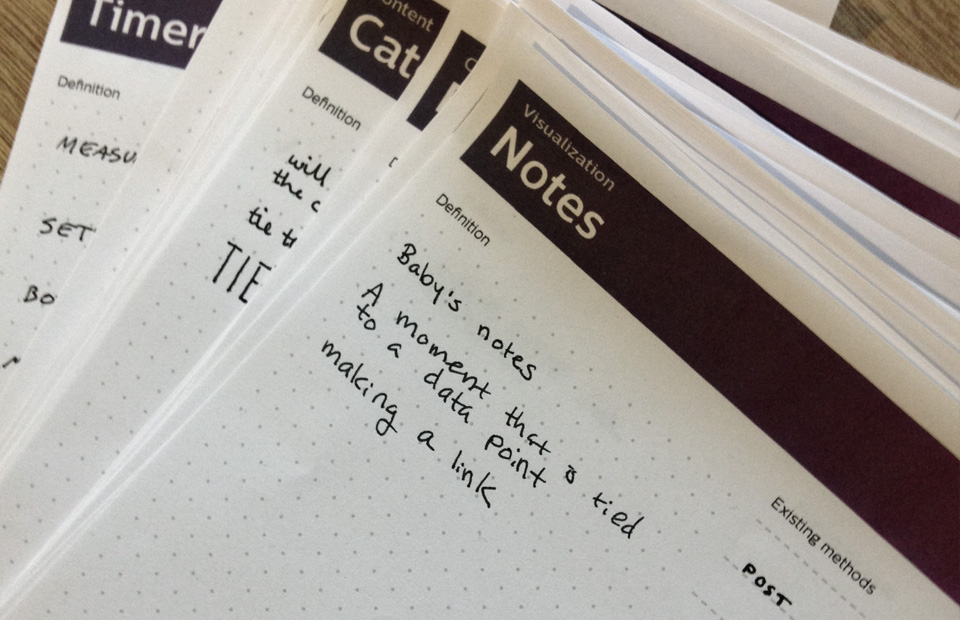 Timer
Definition
MEASU
SET
BO
ontent
Cat
Definition
will
the c
tie t
TIE
Visualization
Notes
Definition
Baby's notes
A moment that is tied
to a data point
making a link
Existing methods
POST